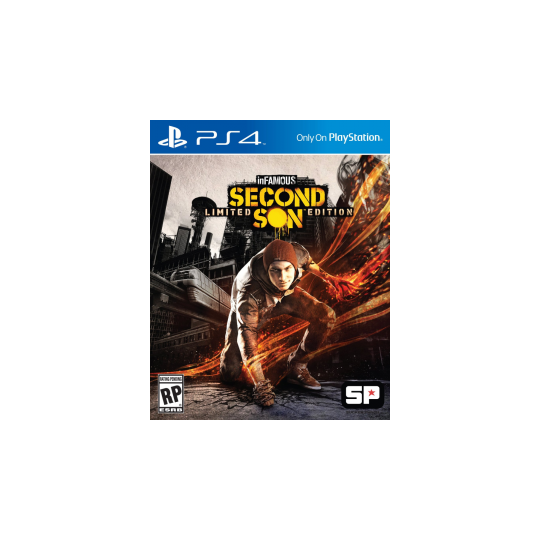 PS4
Only On PlayStation
inFAMOUS
SECOND
LIMITED SON EDITION
RATING PENDING
RP
ESRB
SP